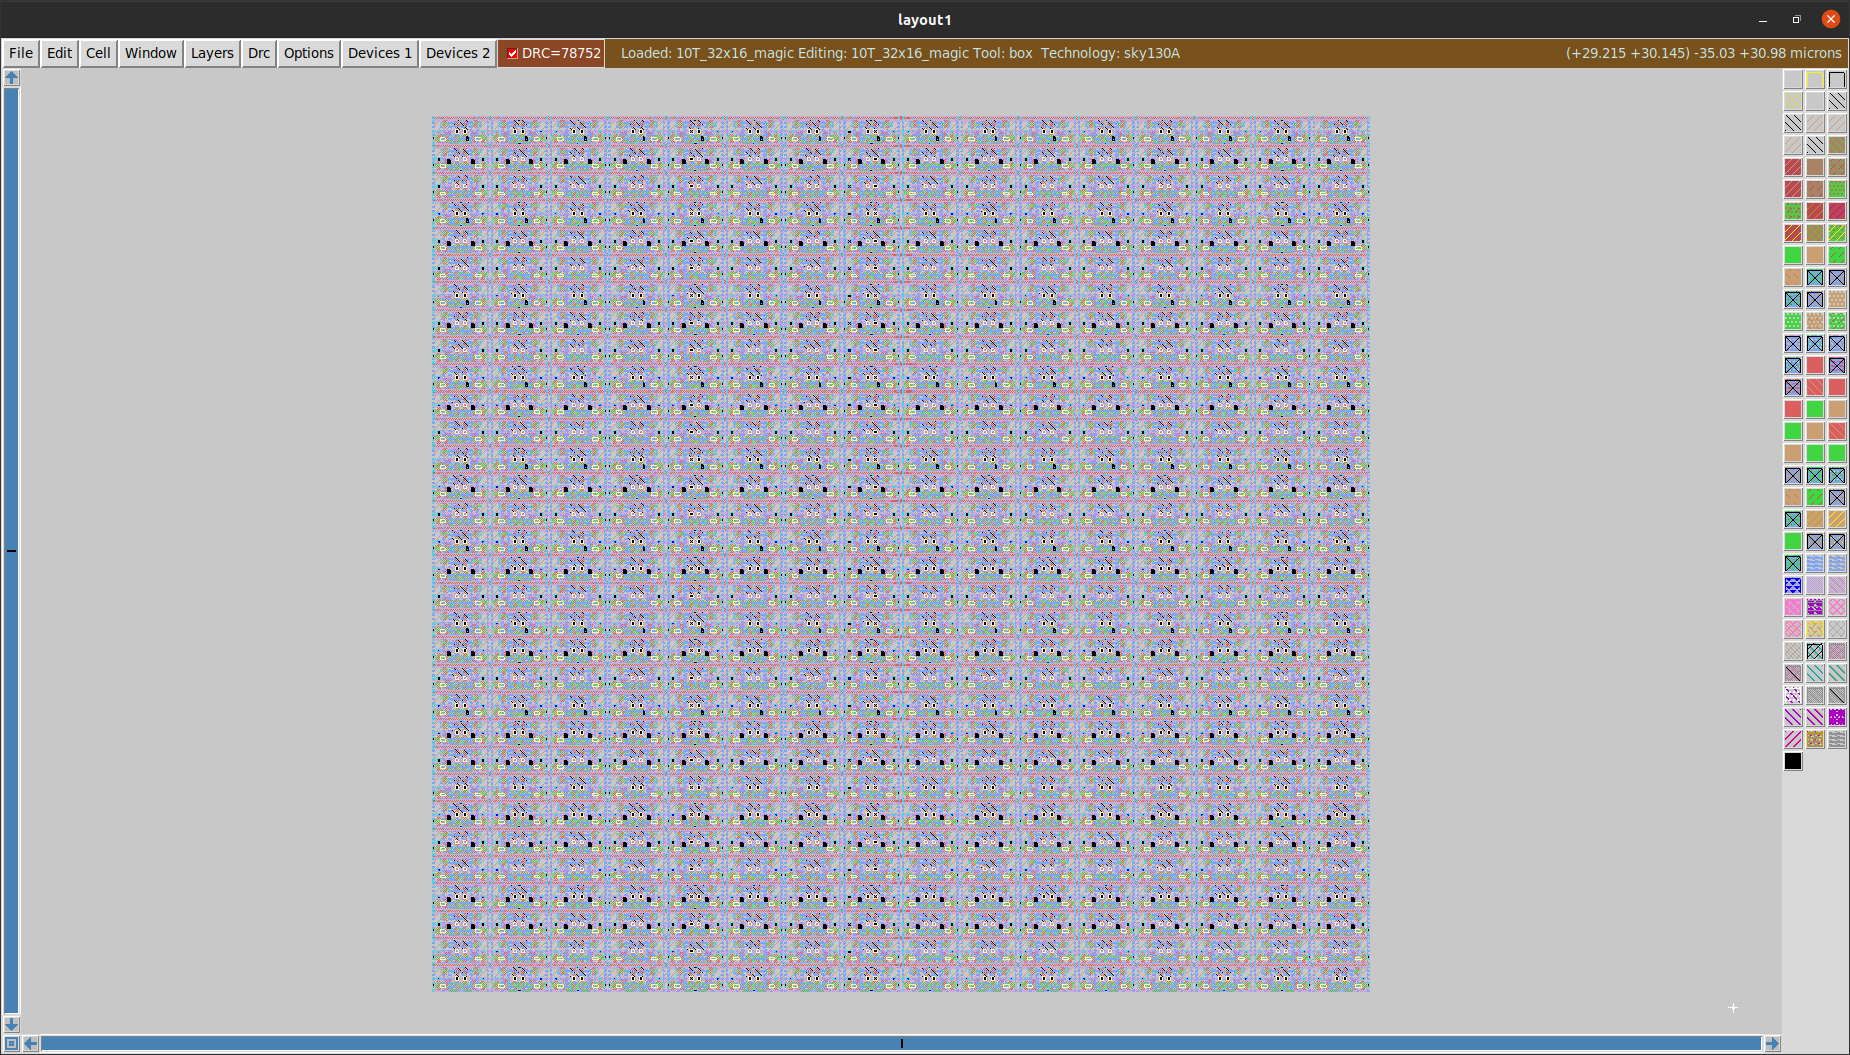 layout1
File Edit Cell Window Layers Drc Options Devices 1 Devices 2 DRC=78752 Loaded: 10T_32x16_magic Editing: 10T_32x16_magic Tool: box Technology: sky130A (+29.215 +30.145) -35.03 +30.98 microns